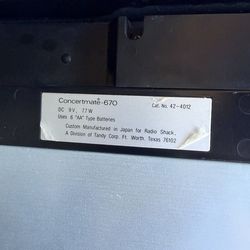 Concertmate-670
DC 9V, 7.7W Cat. No. 42-4012
Uses 6 "AA" Type Batteries
Custom Manufactured in Japan for Radio Shack,
A Division of Tandy Corp. Ft. Worth, Texas 76102